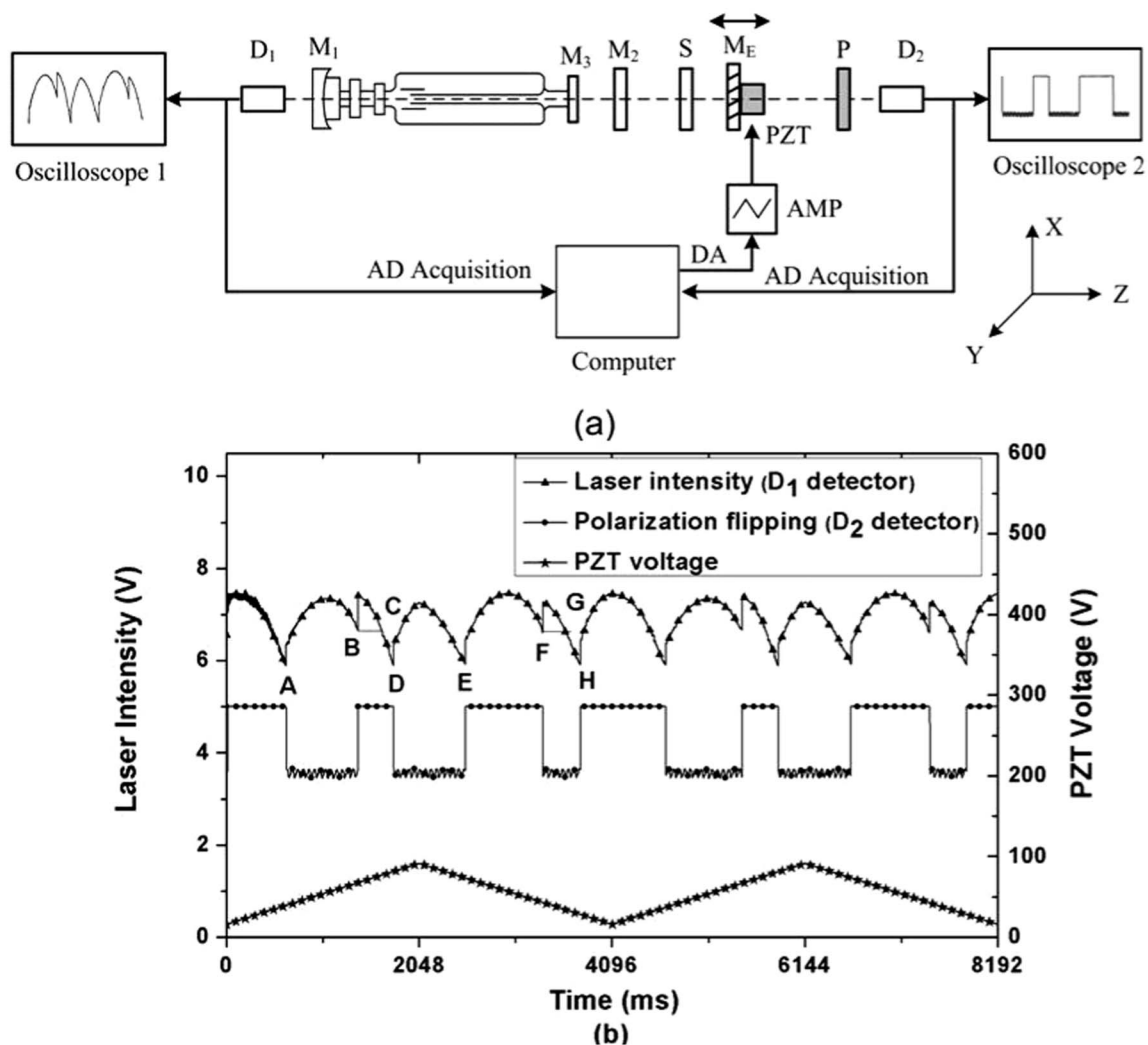 D1 M1 M3 M2 S ME P D2
PZT
Oscilloscope 1
Oscilloscope 2
AMP
DA
AD Acquisition
AD Acquisition
Computer
X
Z
Y
(a)
Laser intensity (D1 detector)
Polarization flipping (D2 detector)
PZT voltage
Laser Intensity (V)
10
8
6
4
2
0
A
B
C
D
E
F
G
H
600
500
400
300
200
100
0
PZT Voltage (V)
0 2048 4096 6144 8192
Time (ms)
(b)